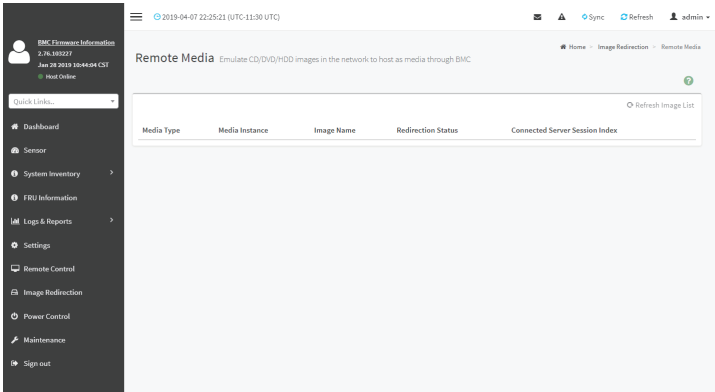 2019-04-07 22:25:21 (UTC-11:30 UTC)
Sync
Refresh
admin
BMC Firmware Information
2.76.103227
Jan 28 2019 10:44:04 CST
Host Online
Quick Links..
Dashboard
Sensor
System Inventory
FRU Information
Logs & Reports
Settings
Remote Control
Image Redirection
Power Control
Maintenance
Sign out
Home > Image Redirection > Remote Media
Remote Media Emulate CD/DVD/HDD images in the network to host as media through BMC
Refresh Image List
Media Type Media Instance Image Name Redirection Status Connected Server Session Index